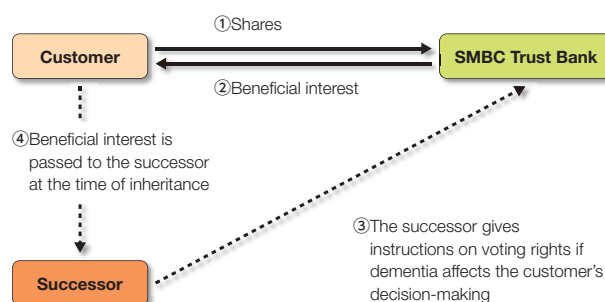 ①Shares
Customer
SMBC Trust Bank
②Beneficial interest
④Beneficial interest is
passed to the successor
at the time of inheritance
③The successor gives
instructions on voting rights if
dementia affects the customer's
decision-making
Successor